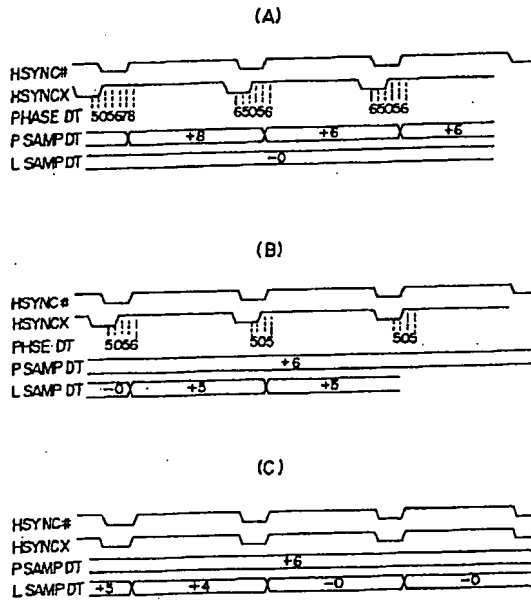 (A)
HSYNC#
HSYNCX
PHASE DT 505678 65056 65056
P SAMP DT +8 +6 +6
L SAMP DT -0
(B)
HSYNC#
HSYNCX
PHSE·DT 5056 505 505
P SAMP DT +6
L SAMP DT -0 +5 +5
(C)
HSYNC#
HSYNCX
P SAMP DT +6
L SAMP DT +5 +4 -0 -0